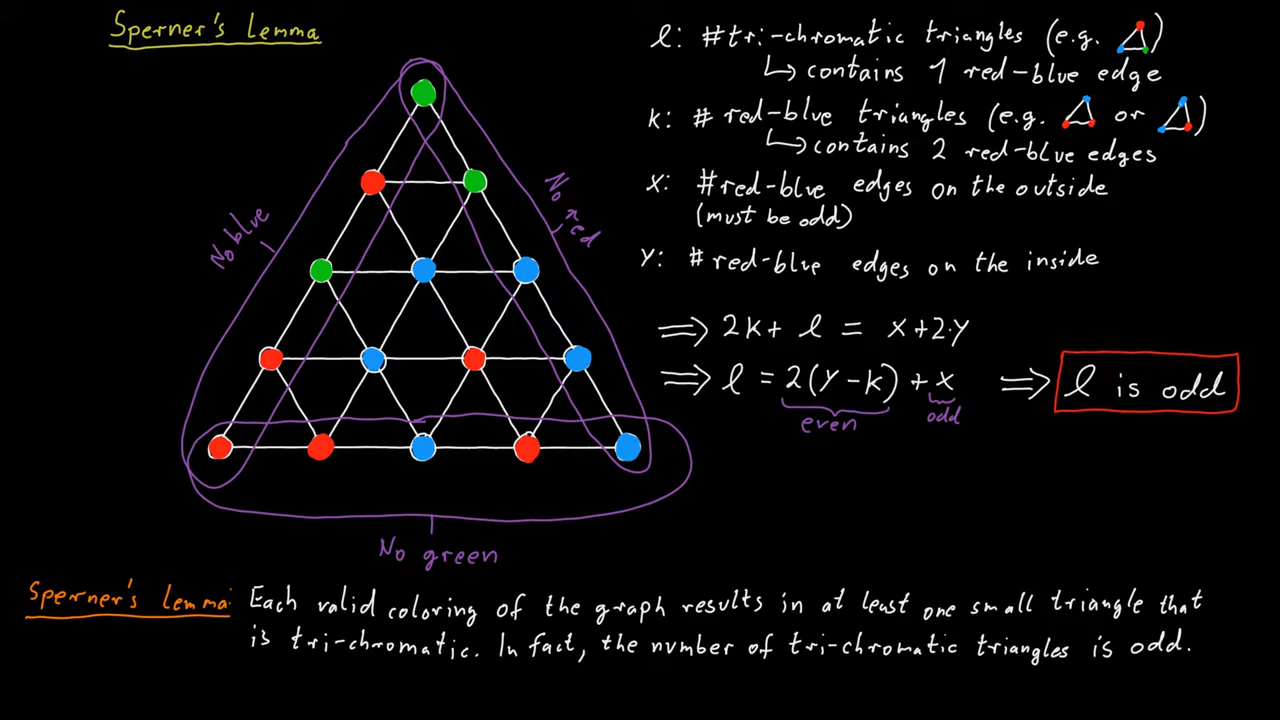 Sperner's Lemma
l: #tri-chromatic triangles (e.g. )
↳ contains 1 red-blue edge
k: # red-blue triangles (e.g. or )
↳ contains 2 red-blue edges
x: #red-blue edges on the outside
(must be odd)
y: # red-blue edges on the inside
No blue
No red
No green
⟹ 2k + l = x+2·y
⟹ l = 2(y-k) + x ⟹ l is odd
even odd
Sperner's Lemma: Each valid coloring of the graph results in at least one small triangle that
is tri-chromatic. In fact, the number of tri-chromatic triangles is odd.